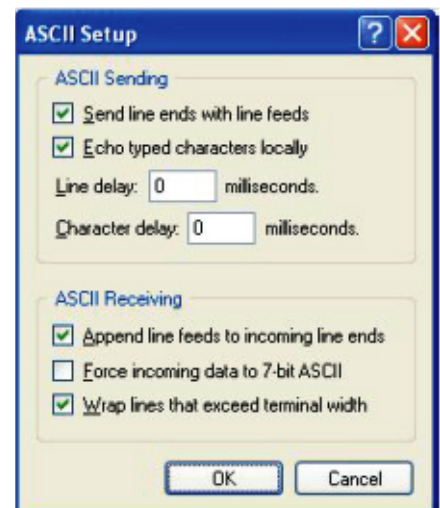 ASCII Setup
ASCII Sending
Send line ends with line feeds
Echo typed characters locally
Line delay: 0 milliseconds.
Character delay: 0 milliseconds.
ASCII Receiving
Append line feeds to incoming line ends
Force incoming data to 7-bit ASCII
Wrap lines that exceed terminal width
OK Cancel